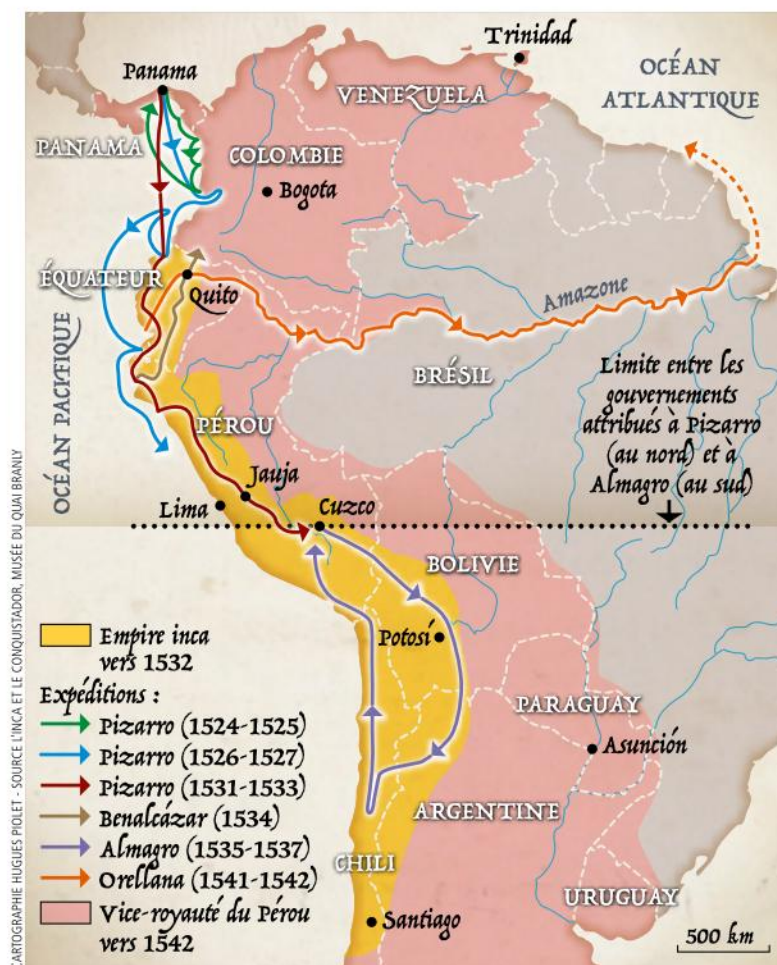 Trinidad
Panama
OCÉAN
ATLANTIQUE
VENEZUELA
PANAMA
COLOMBIE
Bogota
ÉQUATEUR
Quito
Amazone
OCÉAN PACIFIQUE
BRÉSIL
Limite entre les
gouvernements
attribués à Pizarro
(au nord) et à
Almagro (au sud)
PÉROU
Jauja
Lima
Cuzco
BOLIVIE
Potosí
PARAGUAY
Asunción
ARGENTINE
CHILI
URUGUAY
Santiago
500 km
Empire inca
vers 1532
Expéditions :
Pizarro (1524-1525)
Pizarro (1526-1527)
Pizarro (1531-1533)
Benalcázar (1534)
Almagro (1535-1537)
Orellana (1541-1542)
Vice-royauté du Pérou
vers 1542
CARTOGRAPHIE HUGUES PIOLET - SOURCE L'INCA ET LE CONQUISTADOR, MUSÉE DU QUAI BRANLY